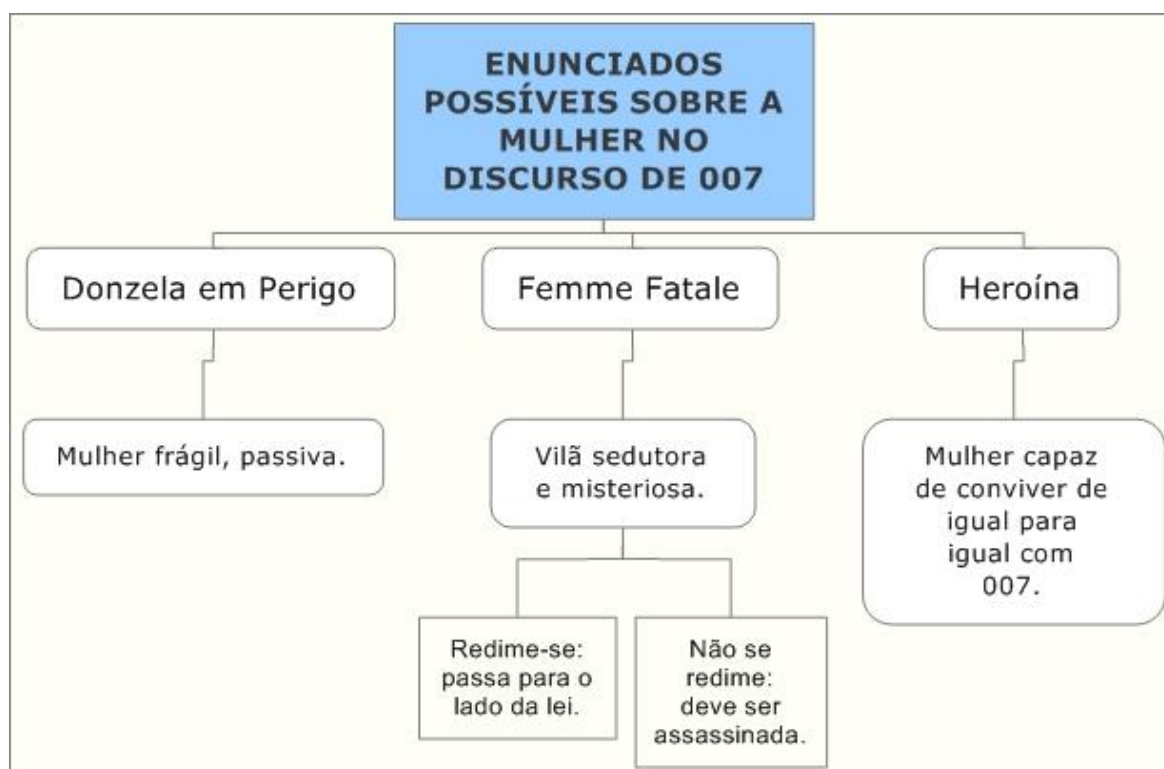 ENUNCIADOS
POSSÍVEIS SOBRE A
MULHER NO
DISCURSO DE 007
Donzela em Perigo
Femme Fatale
Heroína
Mulher frágil, passiva.
Vilã sedutora
e misteriosa.
Mulher capaz
de conviver de
igual para
igual com
007.
Redime-se:
passa para o
lado da lei.
Não se
redime:
deve ser
assassinada.